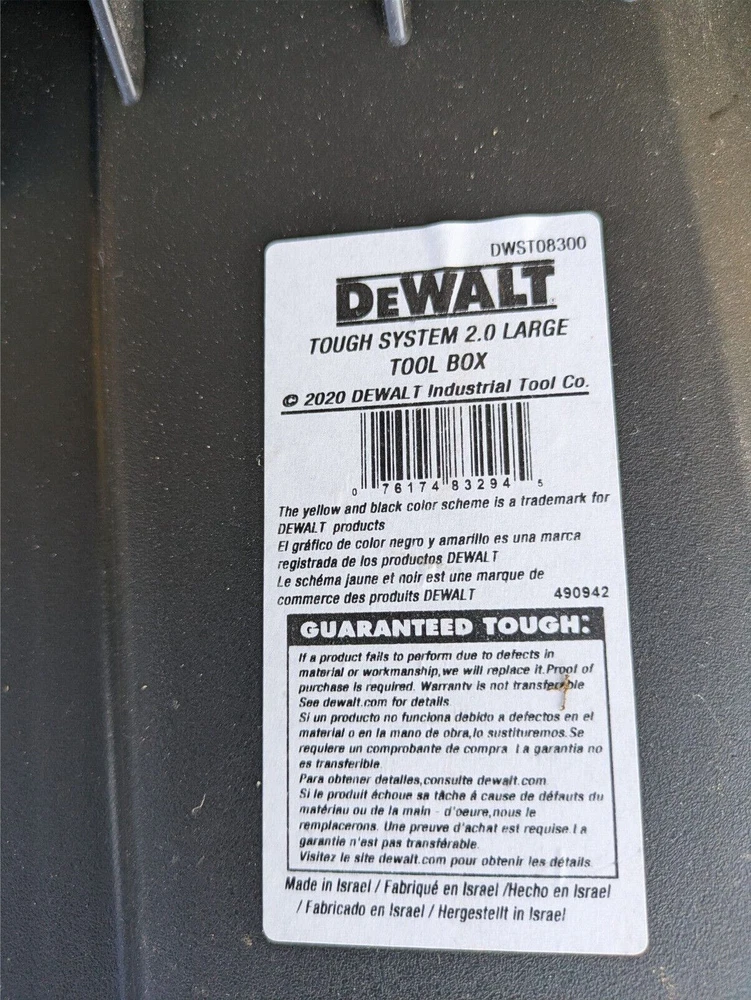 DWST08300
DEWALT
TOUGH SYSTEM 2.0 LARGE
TOOL BOX
© 2020 DEWALT Industrial Tool Co.
0 76174 83294 5
The yellow and black color scheme is a trademark for
DEWALT products
El gráfico de color negro y amarillo es una marca
registrada de los productos DEWALT
Le schéma jaune et noir est une marque de
commerce des produits DEWALT 490942
GUARANTEED TOUGH:
If a product fails to perform due to defects in
material or workmanship,we will replace it.Proof of
purchase is required. Warranty is not transferable
See dewalt.com for details
Si un producto no funciona debido a defectos en el
material o en la mano de obra,lo sustituremos.Se
requiere un comprobante de compra La garantia no
es transferible.
Para obtener detalles,consulte dewalt.com
Si le produit échoue sa tâche á cause de défauts du
matériau ou de la main - d'oeure,nous le
remplacerons. Une preuve d'achat est requise.La
garantie n'est pas transférable.
Visitez le site dewalt.com pour obtenir les détails.
Made in Israel / Fabriqué en Israel /Hecho en Israel
/ Fabricado en Israel / Hergestellt in Israel